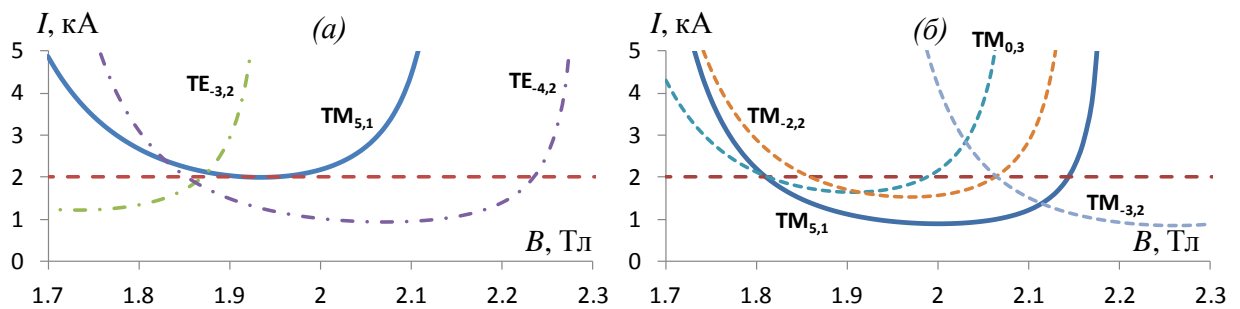 I, кА
(а)
5
4
3
2
1
0
TE-3,2
TM5,1
TE-4,2
B, Тл
1.7 1.8 1.9 2 2.1 2.2 2.3
I, кА
(б)
5
4
3
2
1
0
TM0,3
TM-2,2
TM5,1
TM-3,2
B, Тл
1.7 1.8 1.9 2 2.1 2.2 2.3